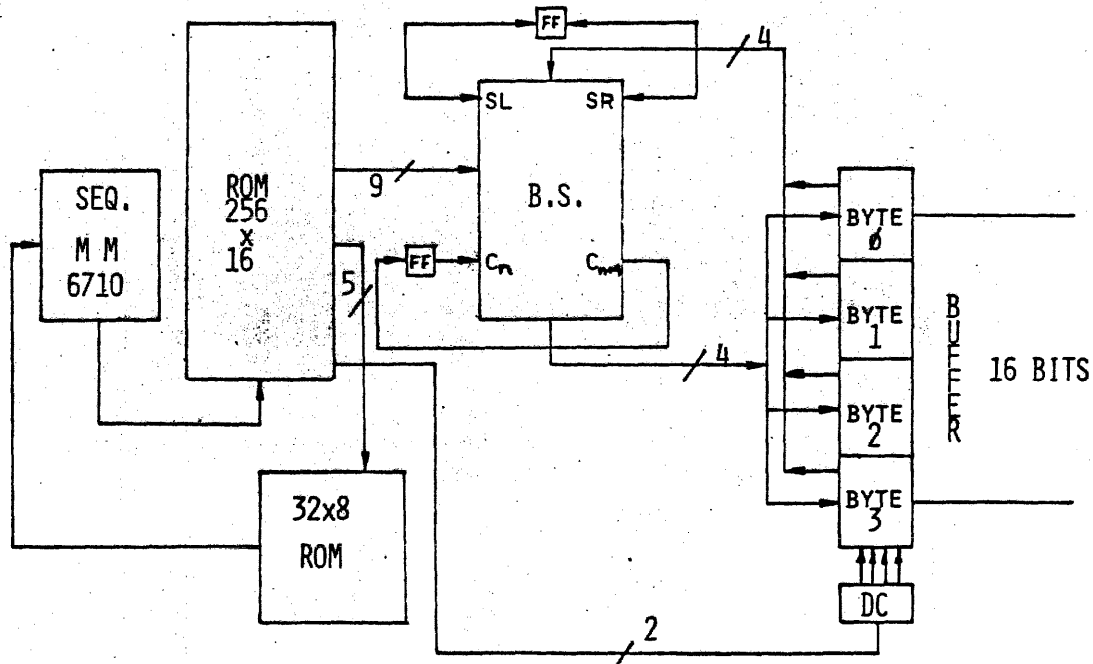 FF
4
SL SR
SEQ.
M M
6710
ROM
256
x
16
9
B.S.
BYTE
0
FF
Cn
5
BYTE
1
4
BUFFER
16 BITS
BYTE
2
32x8
ROM
BYTE
3
DC
2